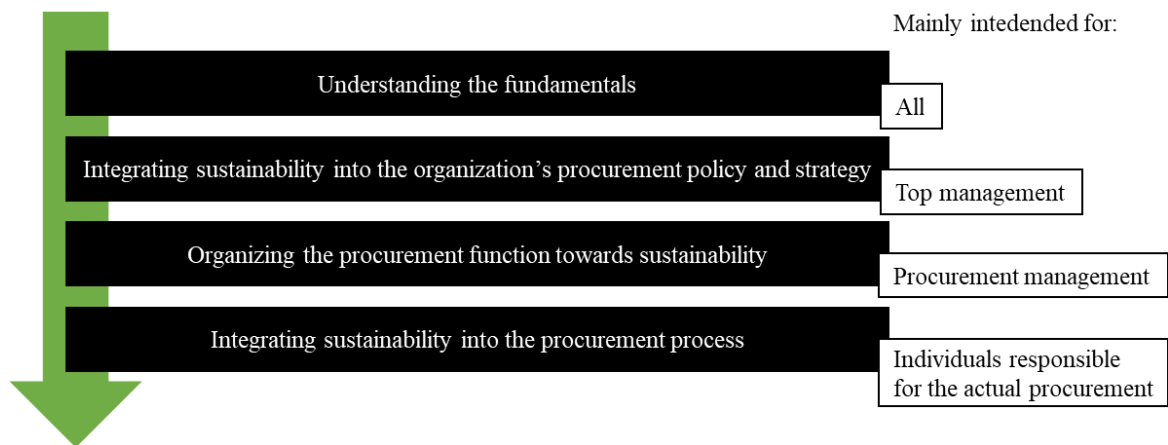 Mainly intedended for:
Understanding the fundamentals
All
Integrating sustainability into the organization’s procurement policy and strategy
Top management
Organizing the procurement function towards sustainability
Procurement management
Integrating sustainability into the procurement process
Individuals responsible
for the actual procurement